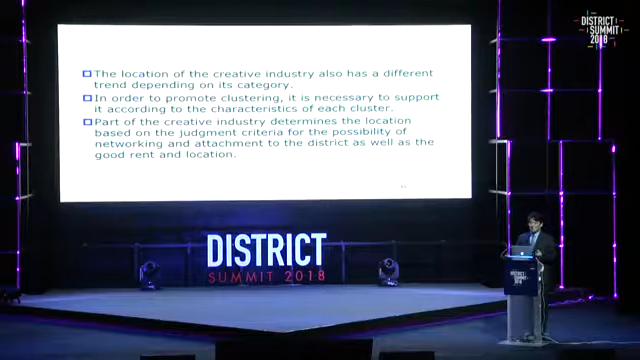 The location of the creative industry also has a different
trend depending on its category.
In order to promote clustering, it is necessary to support
it according to the characteristics of each cluster.
Part of the creative industry determines the location
based on the judgment criteria for the possibility of
networking and attachment to the district as well as the
good rent and location.
DISTRICT
SUMMIT
2018
DISTRICT
SUMMIT 2018
DISTRICT
SUMMIT
2018